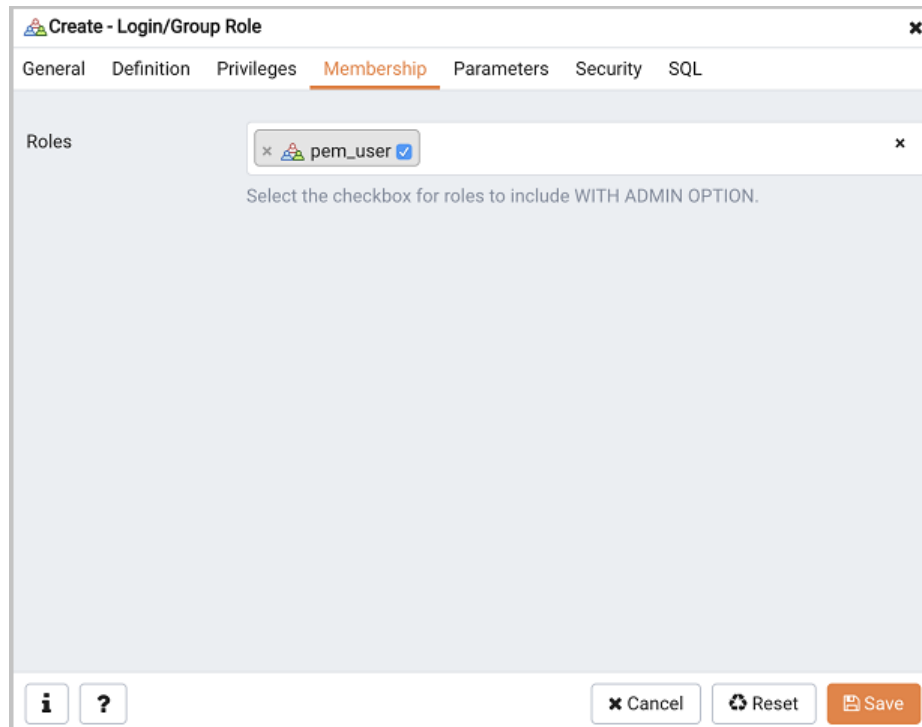 Create - Login/Group Role
General Definition Privileges Membership Parameters Security SQL
Roles
pem_user
Select the checkbox for roles to include WITH ADMIN OPTION.
i ? Cancel Reset Save